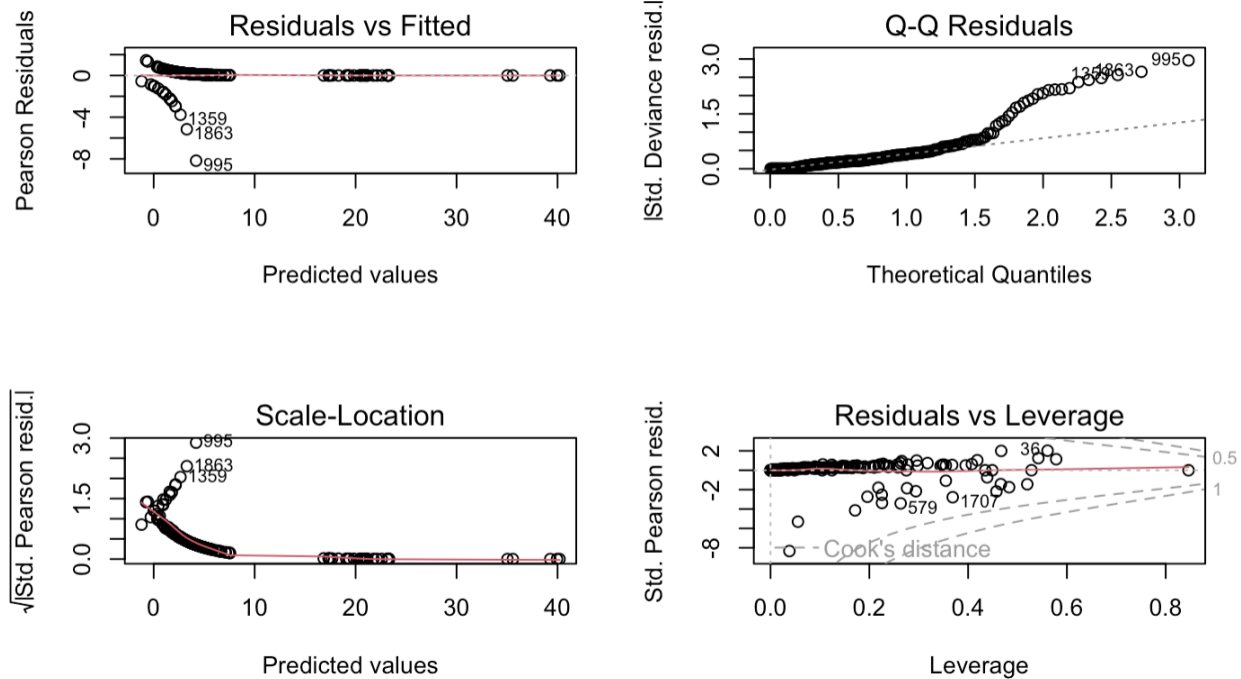 Residuals vs Fitted
Pearson Residuals
0
-4
-8
1359
1863
995
0 10 20 30 40
Predicted values
Q-Q Residuals
|Std. Deviance resid.|
3.0
1.5
0.0
1359
1863
995
0.0 0.5 1.0 1.5 2.0 2.5 3.0
Theoretical Quantiles
Scale-Location
√|Std. Pearson resid.|
3.0
1.5
0.0
995
1863
1359
0 10 20 30 40
Predicted values
Residuals vs Leverage
Std. Pearson resid.
2
-2
-8
36
579
1707
Cook's distance
0.5
1
0.0 0.2 0.4 0.6 0.8
Leverage